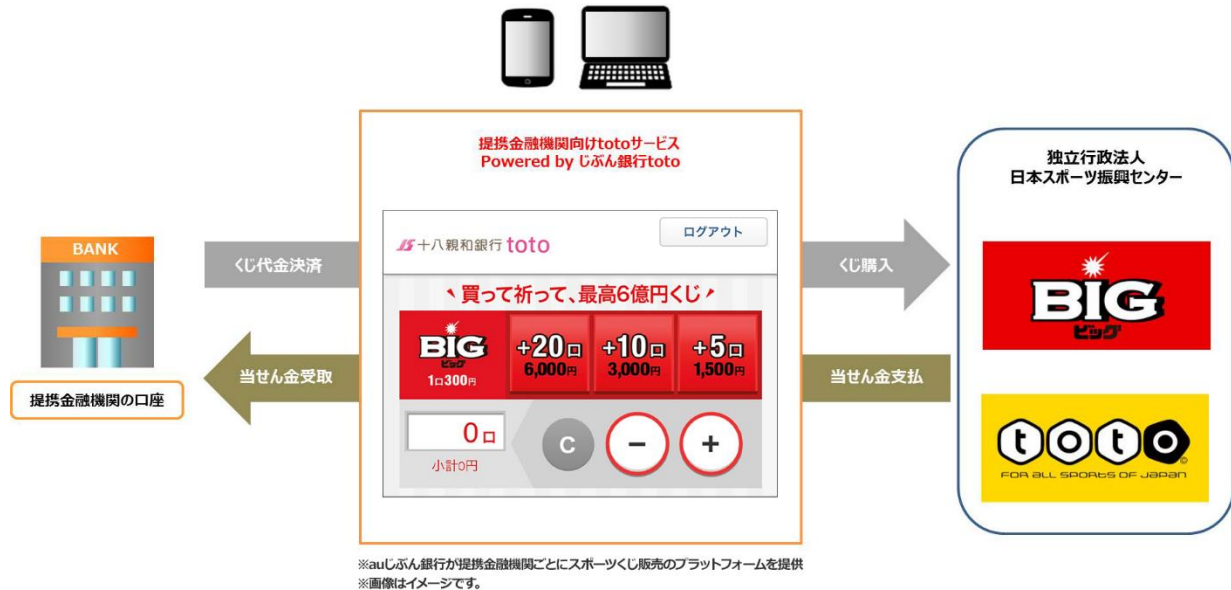 提携金融機関向けtotoサービス
Powered by じぶん銀行toto
独立行政法人
日本スポーツ振興センター
BANK
提携金融機関の口座
くじ代金決済
当せん金受取
十八親和銀行 toto
ログアウト
買って祈って、最高6億円くじ
BIG
ビッグ
1口300円
+20口
6,000円
+10口
3,000円
+5口
1,500円
0口
小計0円
C
−
+
くじ購入
当せん金支払
BIG
ビッグ
toto
FOR ALL SPORTS OF JAPAN
※auじぶん銀行が提携金融機関ごとにスポーツくじ販売のプラットフォームを提供
※画像はイメージです。